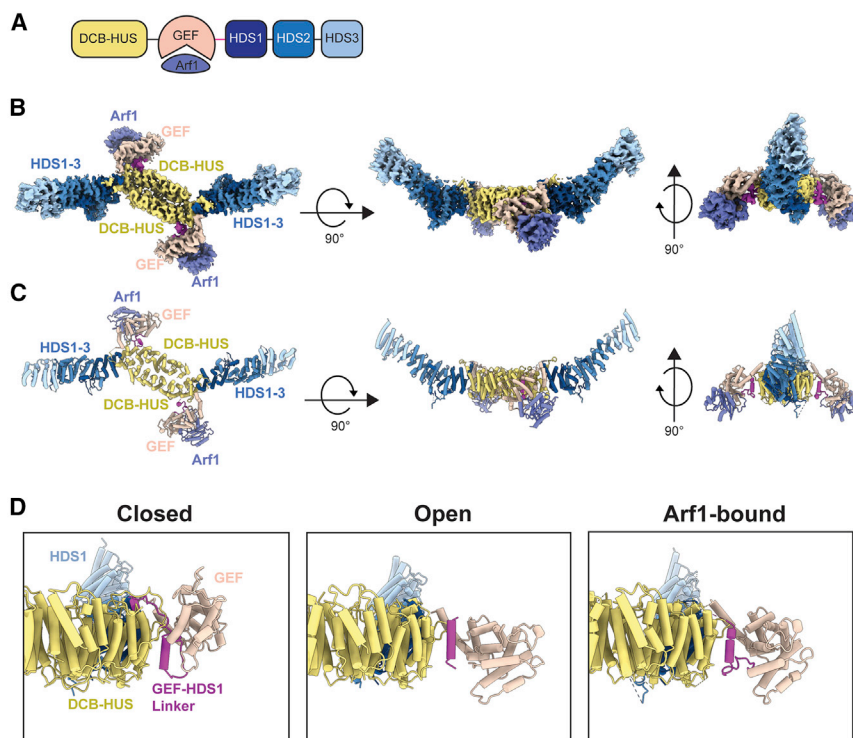 A
DCB-HUS
GEF
HDS1
HDS2
HDS3
Arf1
B
Arf1
GEF
HDS1-3
DCB-HUS
DCB-HUS
HDS1-3
GEF
Arf1
90°
90°
C
Arf1
GEF
HDS1-3
DCB-HUS
DCB-HUS
HDS1-3
GEF
Arf1
90°
90°
D
Closed
Open
Arf1-bound
HDS1
GEF
DCB-HUS
GEF-HDS1
Linker